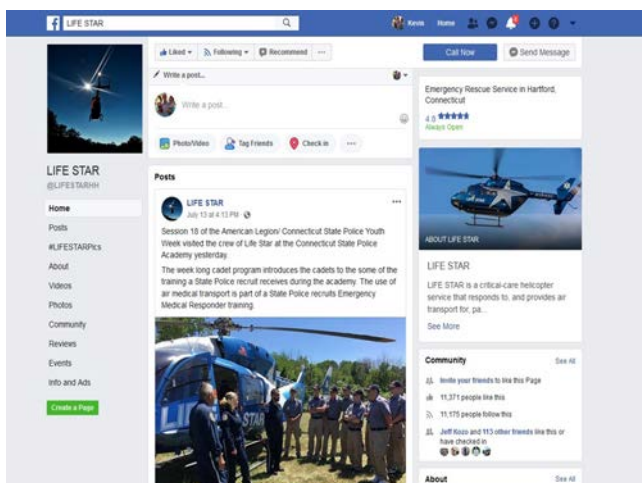 LIFE STAR
Kevin Home
Liked Following Recommend ...
Call Now Send Message
Write a post...
Write a post...
Photo/Video Tag Friends Check in ...
LIFE STAR
@LIFESTARHH
Home
Posts
#LIFESTARPics
About
Videos
Photos
Community
Reviews
Events
Info and Ads
Create a Page
Posts
LIFE STAR
July 13 at 4:13 PM
Session 18 of the American Legion/ Connecticut State Police Youth
Week visited the crew of Life Star at the Connecticut State Police
Academy yesterday.
The week long cadet program introduces the cadets to the some of the
training a State Police recruit receives during the academy. The use of
air medical transport is part of a State Police recruits Emergency
Medical Responder training.
STAR
Emergency Rescue Service in Hartford,
Connecticut
4.9
Always Open
ABOUT LIFE STAR
LIFE STAR
LIFE STAR is a critical-care helicopter
service that responds to, and provides air
transport for, pa...
See More
Community See All
Invite your friends to like this Page
11,371 people like this
11,175 people follow this
Jeff Kozo and 113 other friends like this or
have checked in
About See All